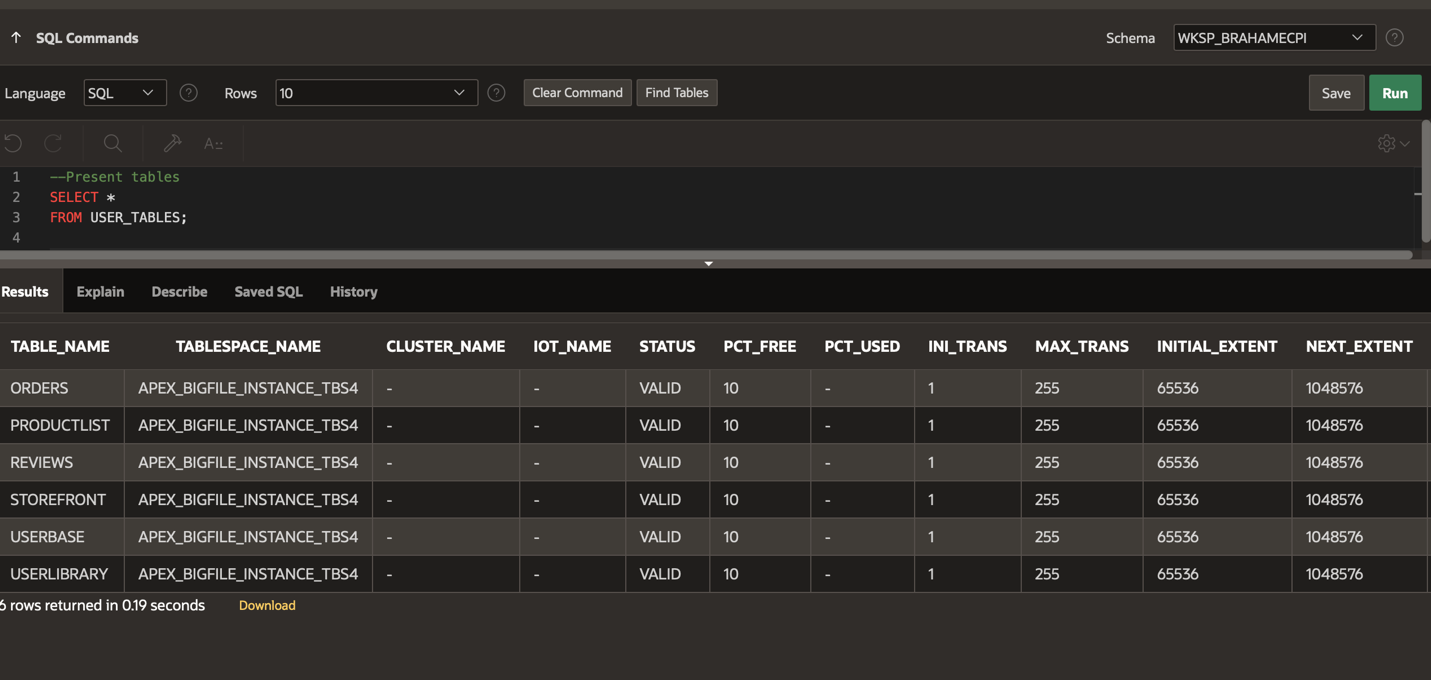 ↑ SQL Commands Schema WKSP_BRAHAMECPI ?
Language SQL ? Rows 10 ? Clear Command Find Tables Save Run
A::
1 --Present tables
2 SELECT *
3 FROM USER_TABLES;
4
Results Explain Describe Saved SQL History
TABLE_NAME TABLESPACE_NAME CLUSTER_NAME IOT_NAME STATUS PCT_FREE PCT_USED INI_TRANS MAX_TRANS INITIAL_EXTENT NEXT_EXTENT
ORDERS APEX_BIGFILE_INSTANCE_TBS4 - - VALID 10 - 1 255 65536 1048576
PRODUCTLIST APEX_BIGFILE_INSTANCE_TBS4 - - VALID 10 - 1 255 65536 1048576
REVIEWS APEX_BIGFILE_INSTANCE_TBS4 - - VALID 10 - 1 255 65536 1048576
STOREFRONT APEX_BIGFILE_INSTANCE_TBS4 - - VALID 10 - 1 255 65536 1048576
USERBASE APEX_BIGFILE_INSTANCE_TBS4 - - VALID 10 - 1 255 65536 1048576
USERLIBRARY APEX_BIGFILE_INSTANCE_TBS4 - - VALID 10 - 1 255 65536 1048576
6 rows returned in 0.19 seconds Download